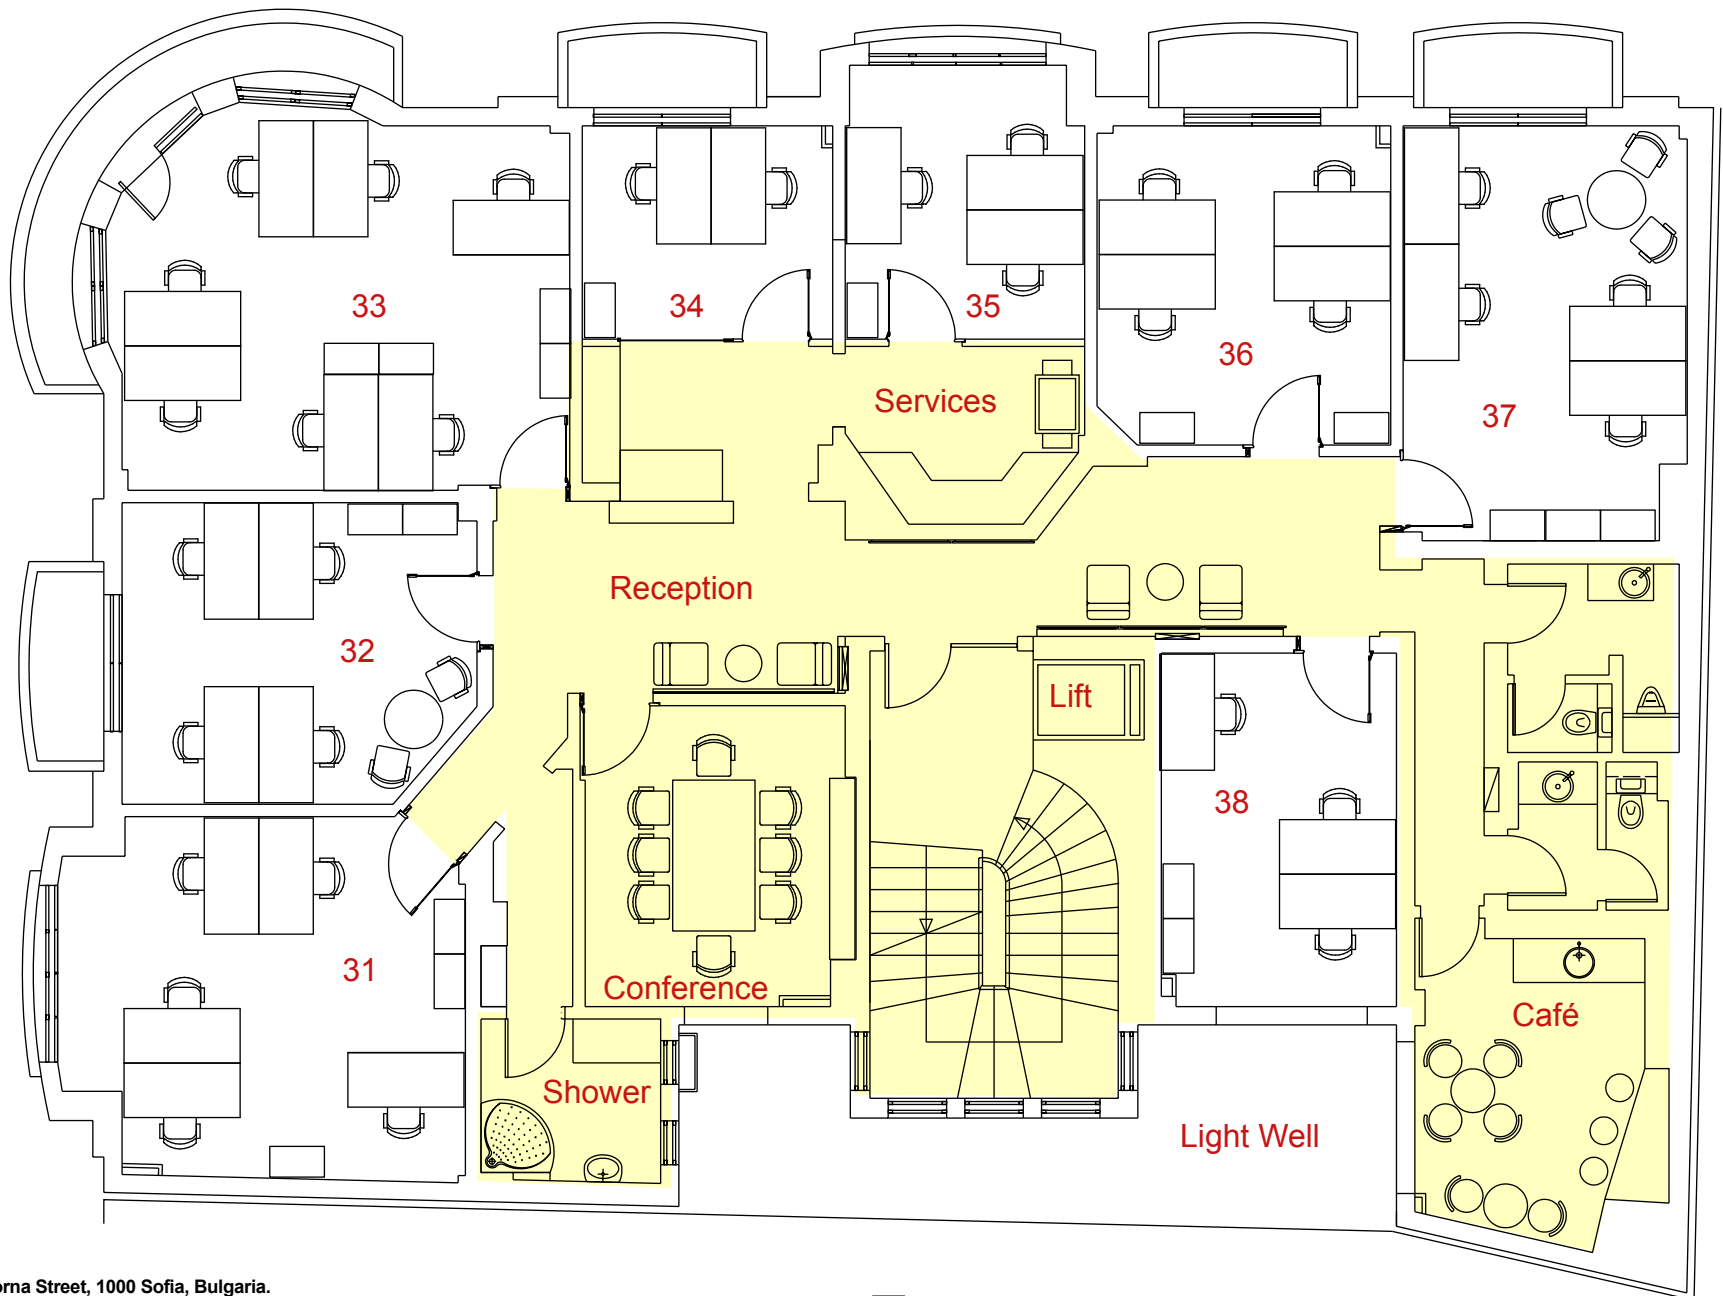 33
34
35
36
37
Services
Reception
32
Lift
38
31
Conference
Café
Shower
Light Well
Street, 1000 Sofia, Bulgaria.